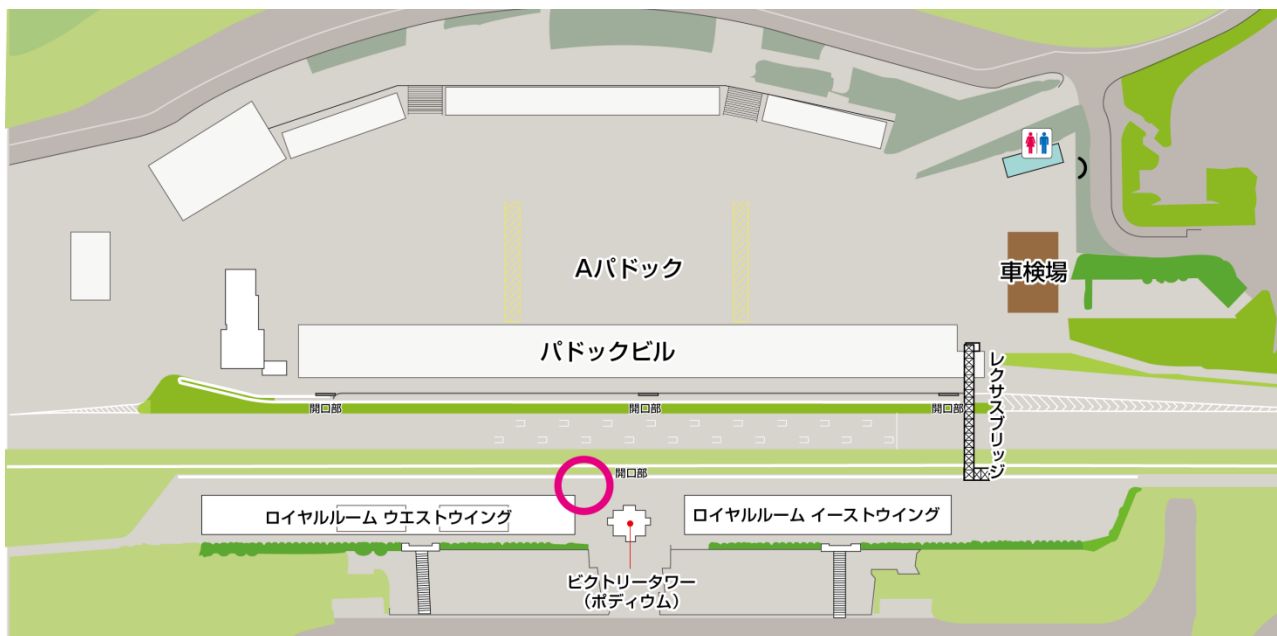 Aパドック
車検場
パドックビル
レクサスブリッジ
開口部
開口部
開口部
開口部
ロイヤルルーム ウエストウイング
ロイヤルルーム イーストウイング
ビクトリータワー
(ポディウム)